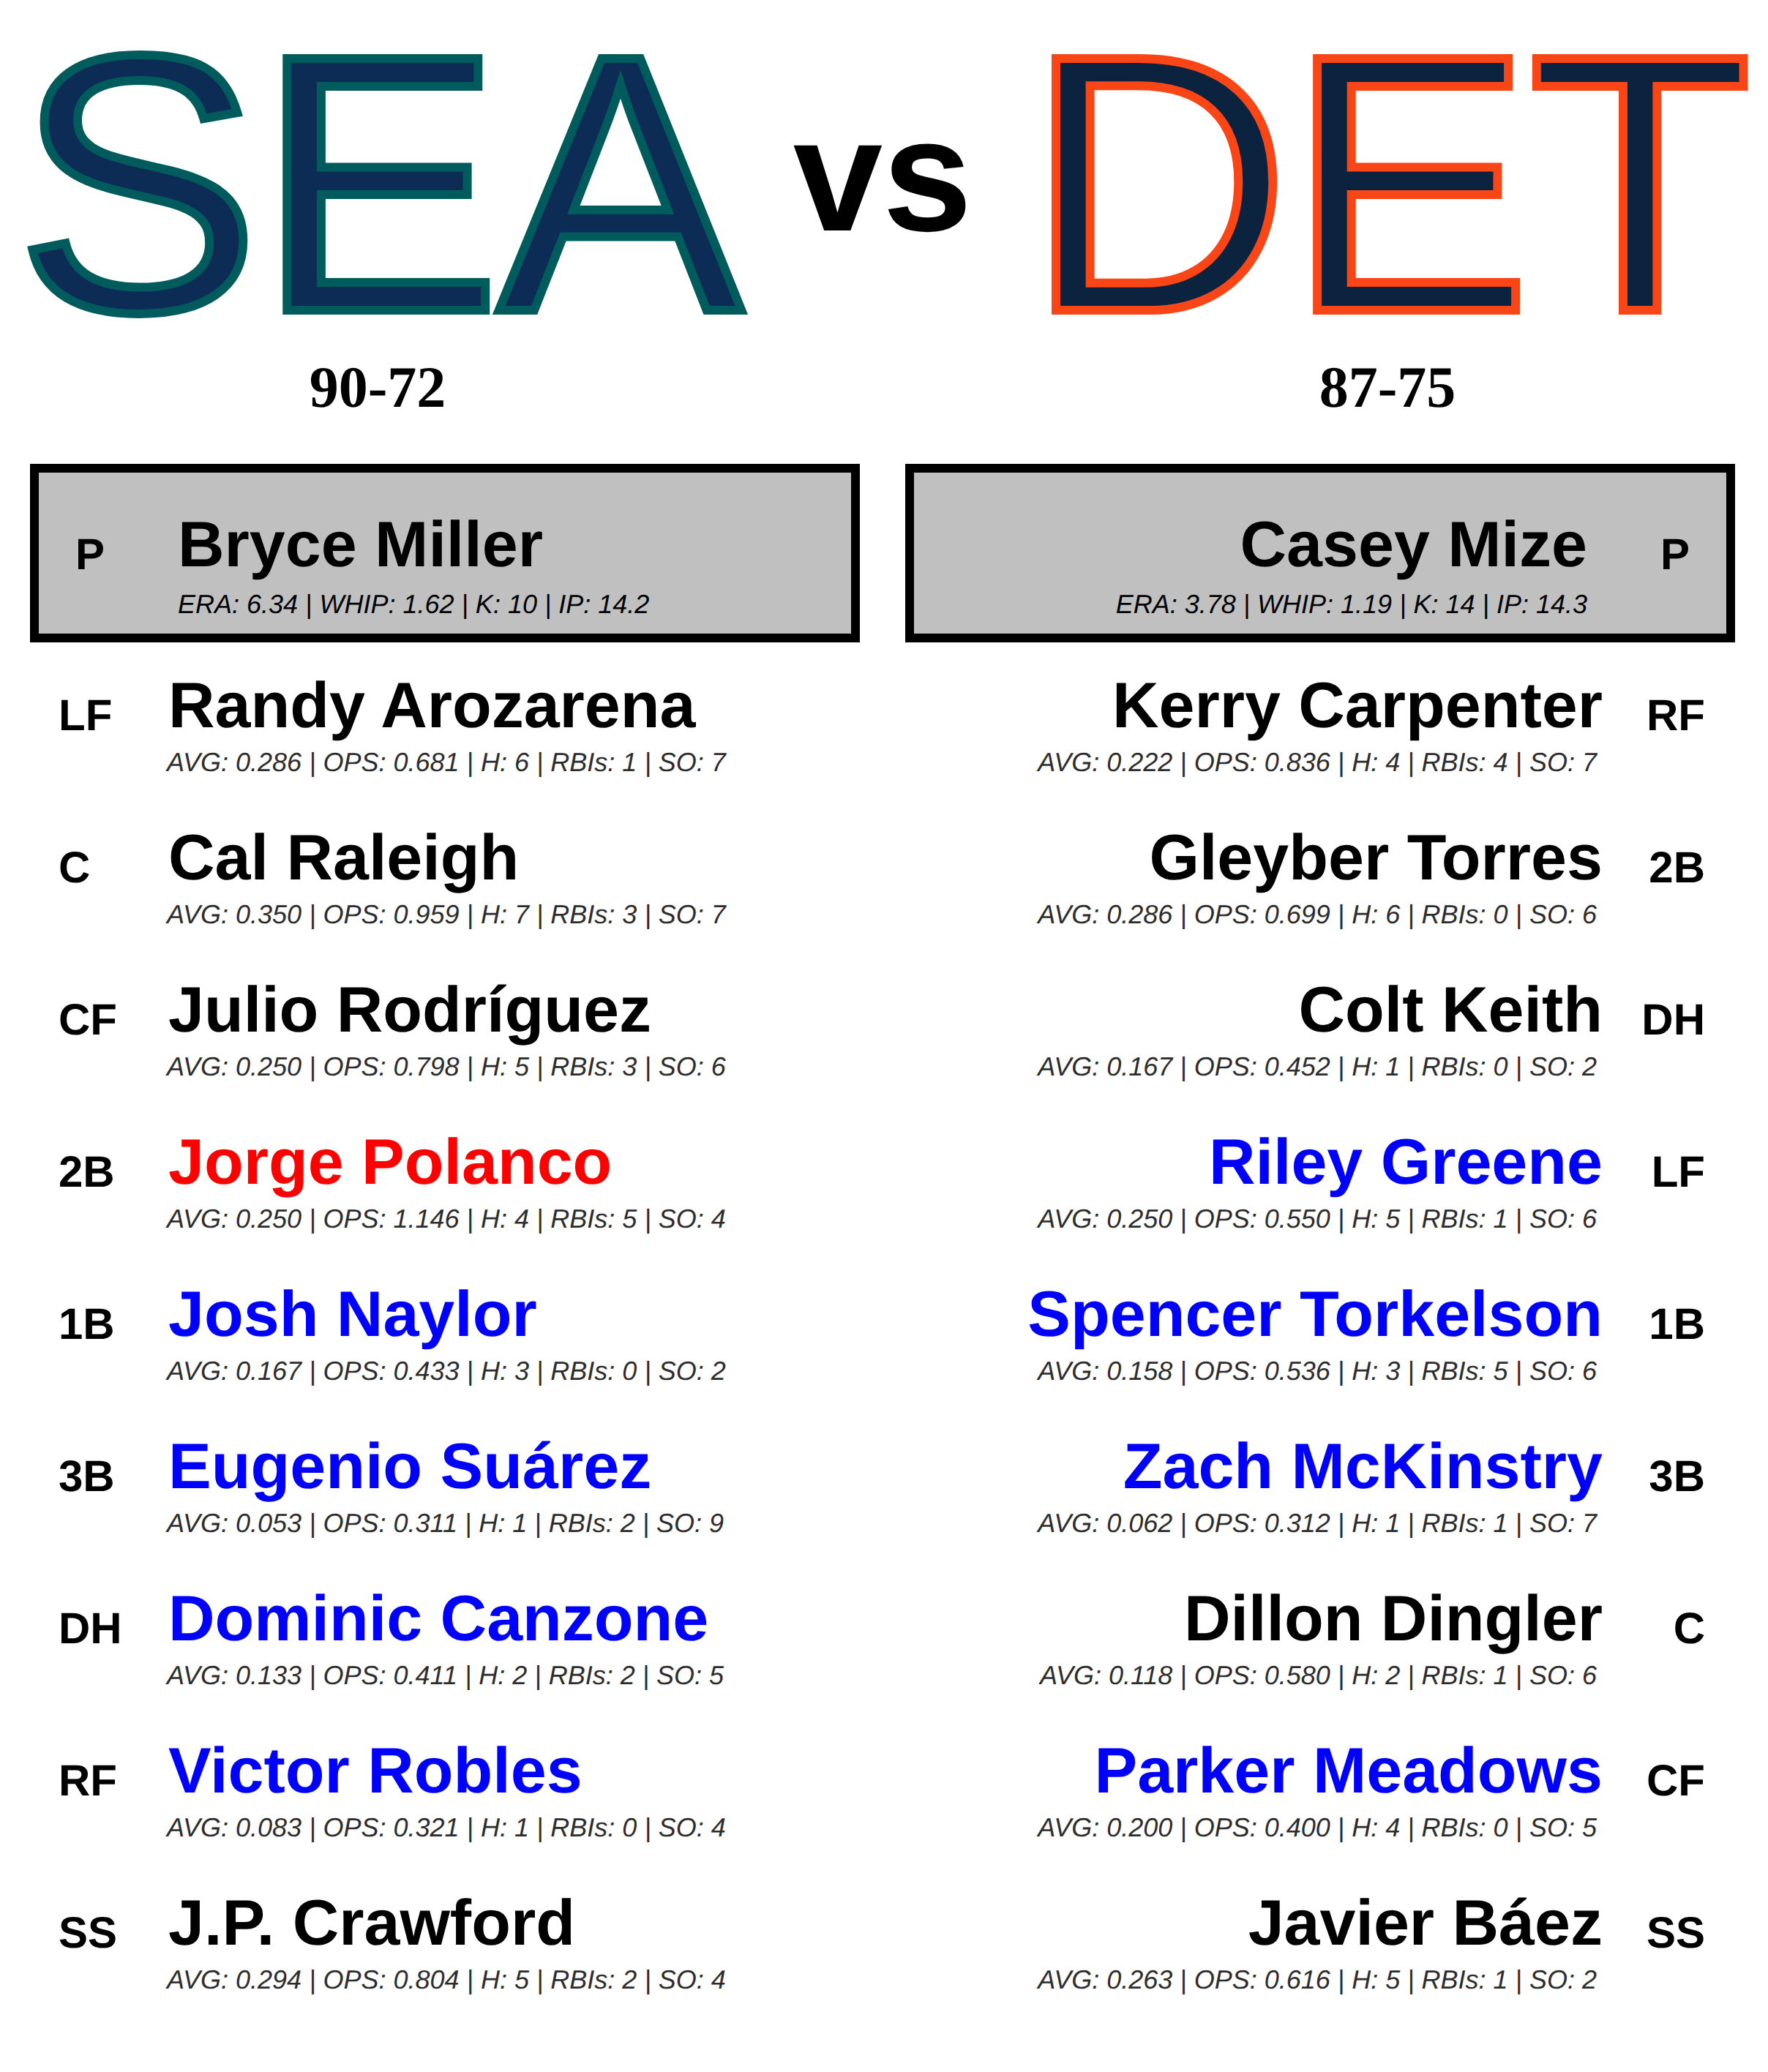 SEA vs DET
90-72 87-75
P Bryce Miller
ERA: 6.34 | WHIP: 1.62 | K: 10 | IP: 14.2
Casey Mize P
ERA: 3.78 | WHIP: 1.19 | K: 14 | IP: 14.3
LF Randy Arozarena
AVG: 0.286 | OPS: 0.681 | H: 6 | RBIs: 1 | SO: 7
C Cal Raleigh
AVG: 0.350 | OPS: 0.959 | H: 7 | RBIs: 3 | SO: 7
CF Julio Rodríguez
AVG: 0.250 | OPS: 0.798 | H: 5 | RBIs: 3 | SO: 6
2B Jorge Polanco
AVG: 0.250 | OPS: 1.146 | H: 4 | RBIs: 5 | SO: 4
1B Josh Naylor
AVG: 0.167 | OPS: 0.433 | H: 3 | RBIs: 0 | SO: 2
3B Eugenio Suárez
AVG: 0.053 | OPS: 0.311 | H: 1 | RBIs: 2 | SO: 9
DH Dominic Canzone
AVG: 0.133 | OPS: 0.411 | H: 2 | RBIs: 2 | SO: 5
RF Victor Robles
AVG: 0.083 | OPS: 0.321 | H: 1 | RBIs: 0 | SO: 4
SS J.P. Crawford
AVG: 0.294 | OPS: 0.804 | H: 5 | RBIs: 2 | SO: 4
Kerry Carpenter RF
AVG: 0.222 | OPS: 0.836 | H: 4 | RBIs: 4 | SO: 7
Gleyber Torres 2B
AVG: 0.286 | OPS: 0.699 | H: 6 | RBIs: 0 | SO: 6
Colt Keith DH
AVG: 0.167 | OPS: 0.452 | H: 1 | RBIs: 0 | SO: 2
Riley Greene LF
AVG: 0.250 | OPS: 0.550 | H: 5 | RBIs: 1 | SO: 6
Spencer Torkelson 1B
AVG: 0.158 | OPS: 0.536 | H: 3 | RBIs: 5 | SO: 6
Zach McKinstry 3B
AVG: 0.062 | OPS: 0.312 | H: 1 | RBIs: 1 | SO: 7
Dillon Dingler C
AVG: 0.118 | OPS: 0.580 | H: 2 | RBIs: 1 | SO: 6
Parker Meadows CF
AVG: 0.200 | OPS: 0.400 | H: 4 | RBIs: 0 | SO: 5
Javier Báez SS
AVG: 0.263 | OPS: 0.616 | H: 5 | RBIs: 1 | SO: 2